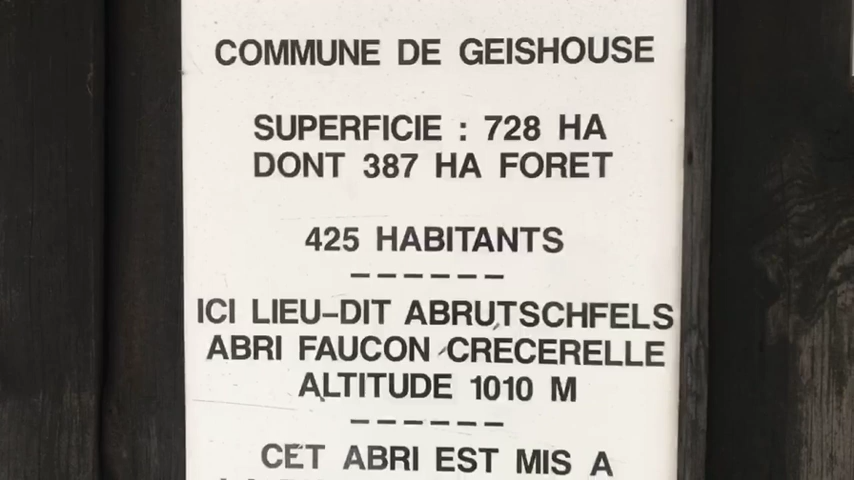 COMMUNE DE GEISHOUSE
SUPERFICIE : 728 HA
DONT 387 HA FORET
425 HABITANTS
------
ICI LIEU-DIT ABRUTSCHFELS
ABRI FAUCON CRECERELLE
ALTITUDE 1010 M
------
CET ABRI EST MIS A